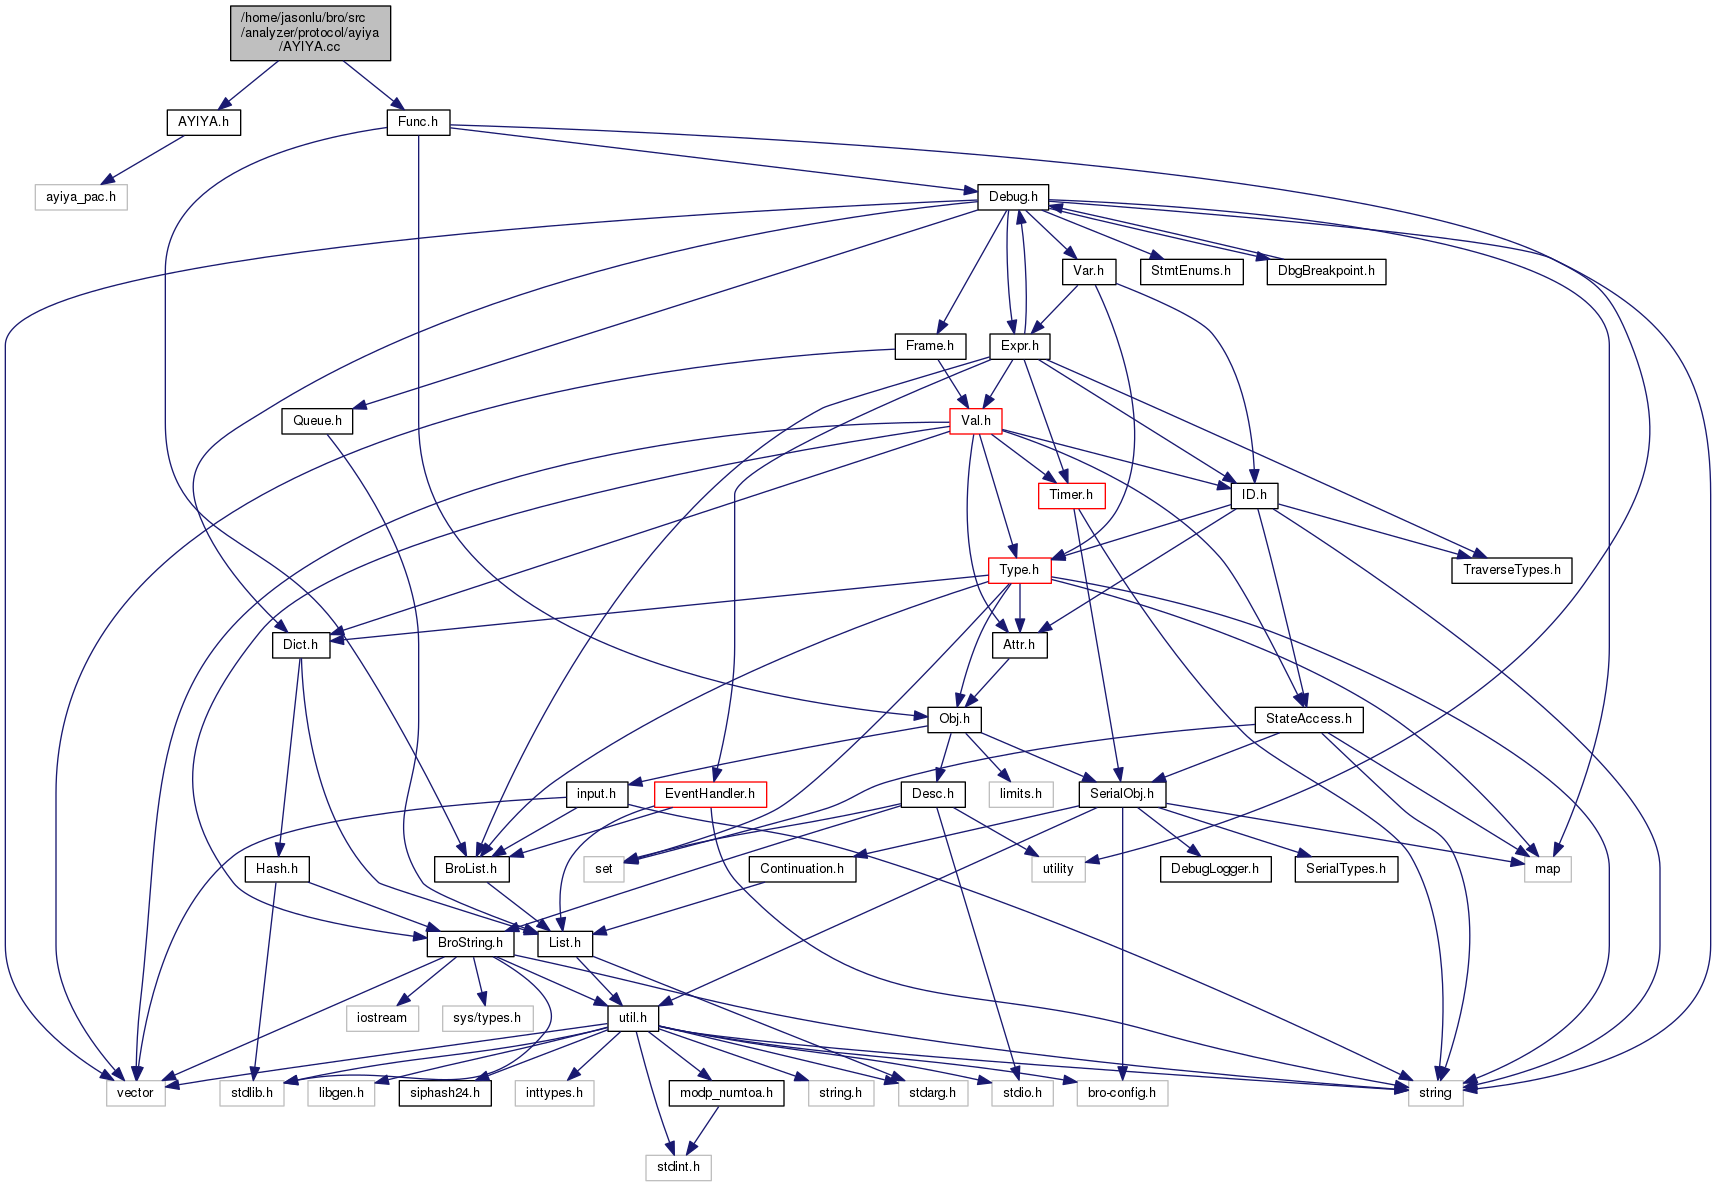 /home/jasonlu/bro/src
/analyzer/protocol/ayiya
/AYIYA.cc
AYIYA.h
Func.h
ayiya_pac.h
Debug.h
Var.h
StmtEnums.h
DbgBreakpoint.h
Frame.h
Expr.h
Queue.h
Val.h
Timer.h
ID.h
Type.h
TraverseTypes.h
Dict.h
Attr.h
Obj.h
StateAccess.h
input.h
EventHandler.h
Desc.h
limits.h
SerialObj.h
Hash.h
BroList.h
set
Continuation.h
utility
DebugLogger.h
SerialTypes.h
map
BroString.h
List.h
iostream
sys/types.h
util.h
vector
stdlib.h
libgen.h
siphash24.h
inttypes.h
modp_numtoa.h
string.h
stdarg.h
stdio.h
bro-config.h
string
stdint.h